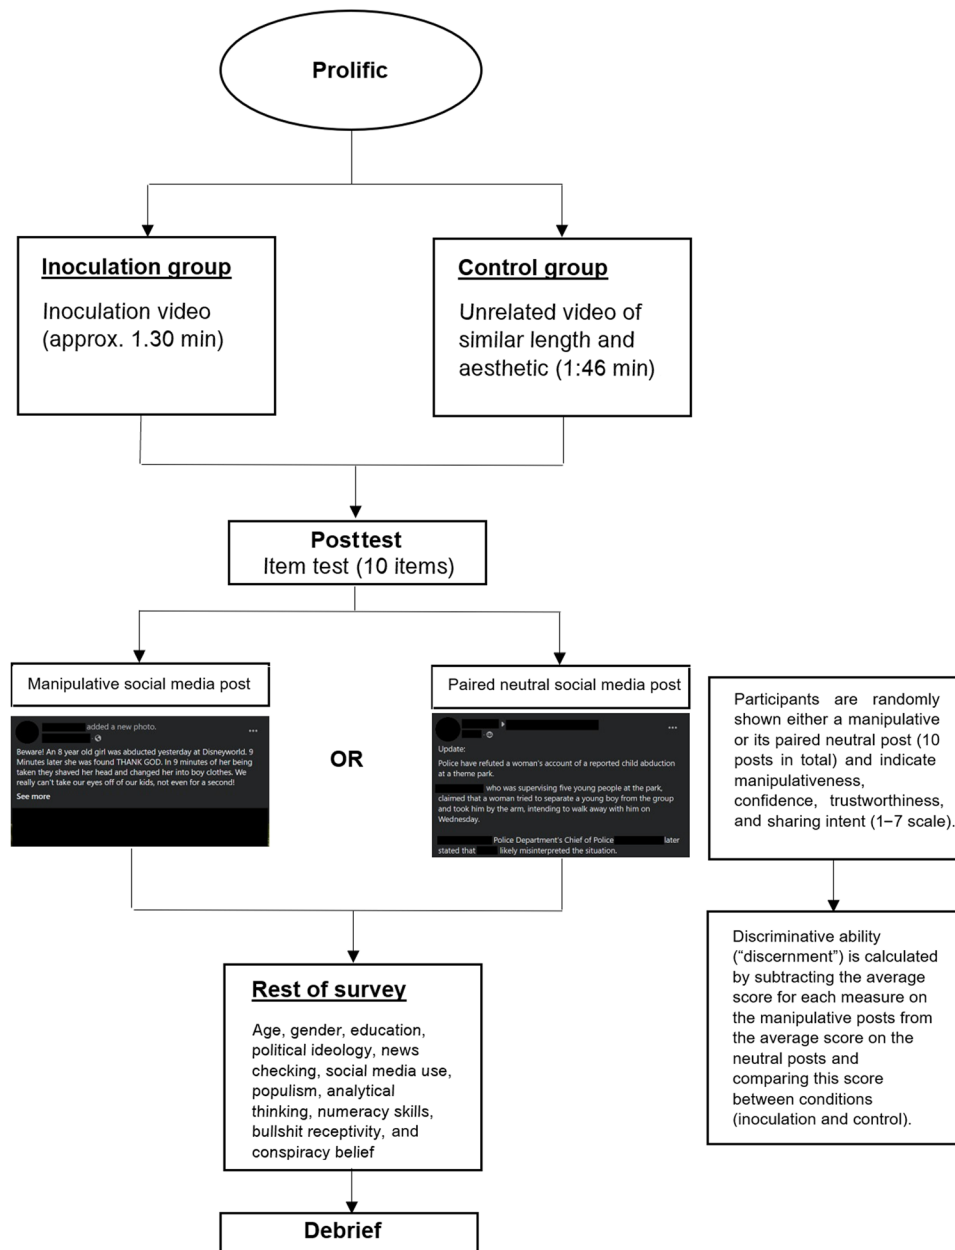 Prolific
Inoculation group
Inoculation video
(approx. 1.30 min)
Control group
Unrelated video of
similar length and
aesthetic (1:46 min)
Posttest
Item test (10 items)
Manipulative social media post
added a new photo.
Beware! An 8 year old girl was abducted yesterday at Disneyworld. 9
Minutes later she was found THANK GOD. In 9 minutes of her being
taken they shaved her head and changed her into boy clothes. We
really can't take our eyes off of our kids, not even for a second!
See more
OR
Paired neutral social media post
Update:
Police have refuted a woman's account of a reported child abduction
at a theme park.
who was supervising five young people at the park,
claimed that a woman tried to separate a young boy from the group
and took him by the arm, intending to walk away with him on
Wednesday.
Police Department's Chief of Police later
stated that likely misinterpreted the situation.
Participants are randomly
shown either a manipulative
or its paired neutral post (10
posts in total) and indicate
manipulativeness,
confidence, trustworthiness,
and sharing intent (1–7 scale).
Discriminative ability
(“discernment”) is calculated
by subtracting the average
score for each measure on
the manipulative posts from
the average score on the
neutral posts and
comparing this score
between conditions
(inoculation and control).
Rest of survey
Age, gender, education,
political ideology, news
checking, social media use,
populism, analytical
thinking, numeracy skills,
bullshit receptivity, and
conspiracy belief
Debrief